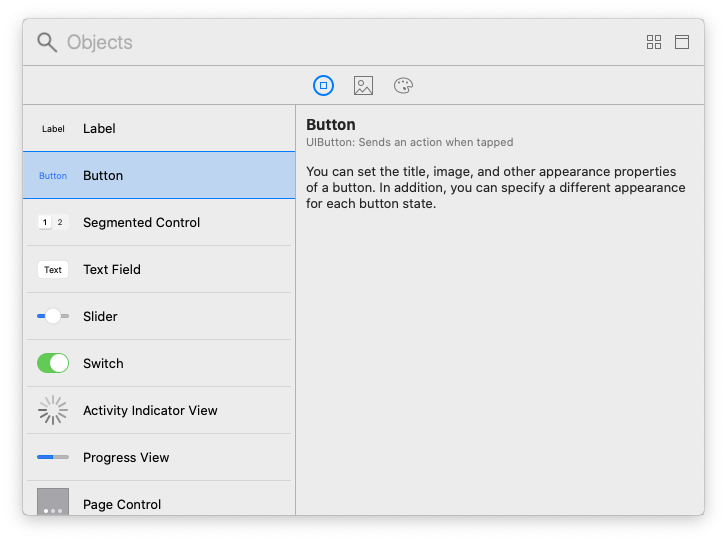 Objects
Label Label
Button Button
1 2 Segmented Control
Text Text Field
Slider
Switch
Activity Indicator View
Progress View
Page Control
Button
UIButton: Sends an action when tapped
You can set the title, image, and other appearance properties
of a button. In addition, you can specify a different appearance
for each button state.